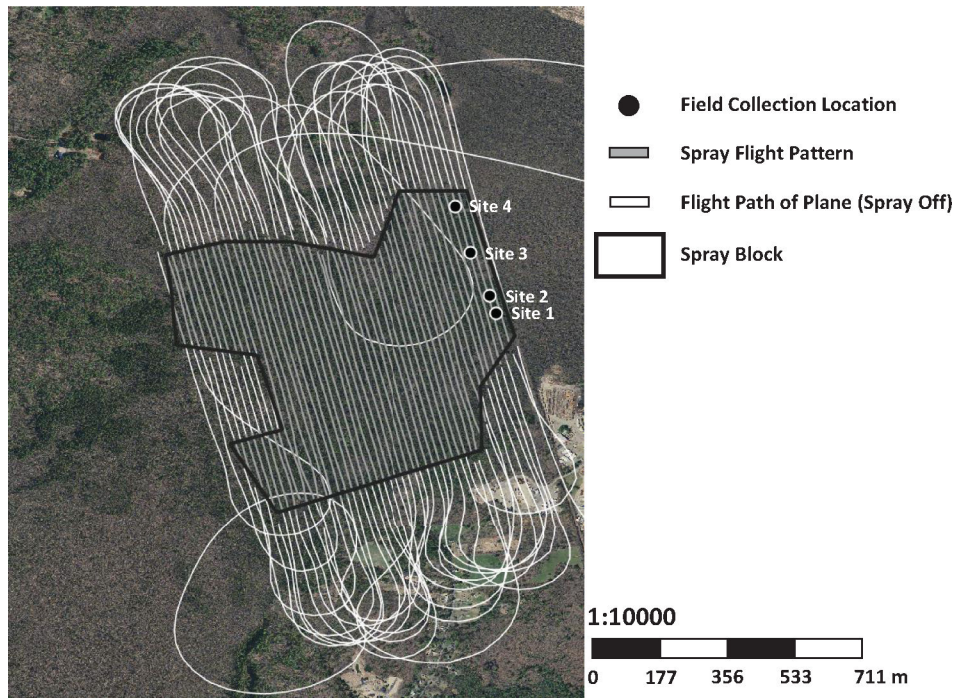 Field Collection Location
Spray Flight Pattern
Flight Path of Plane (Spray Off)
Spray Block
Site 4
Site 3
Site 2
Site 1
1:10000
0 177 356 533 711 m